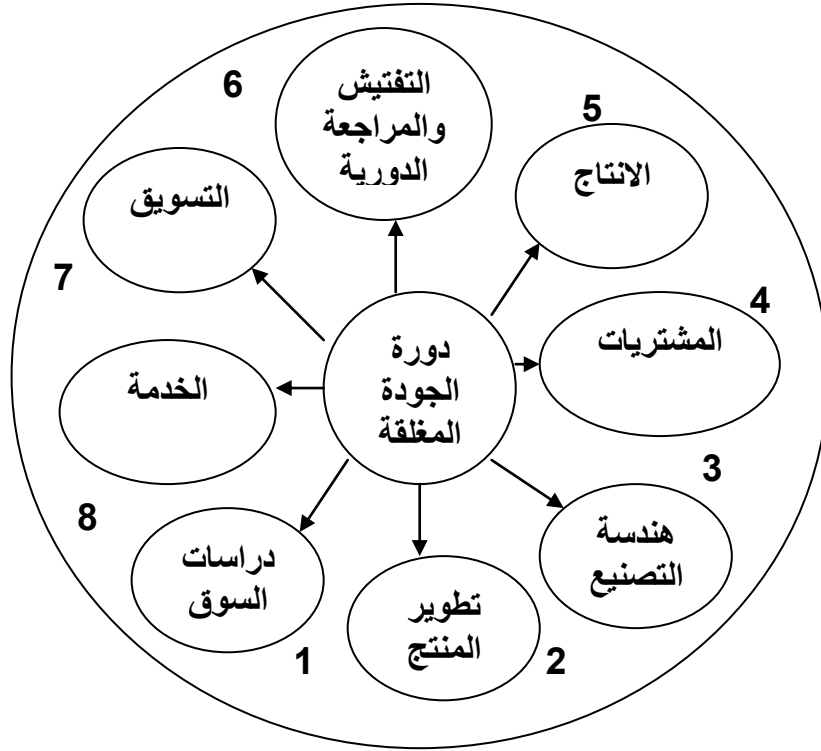 6
التفتيش
والمراجعة
الدورية
5
الانتاج
التسويق
7
4
المشتريات
دورة
الجودة
المغلقة
الخدمة
3
هندسة
التصنيع
8
دراسات
السوق
1
تطوير
المنتج
2